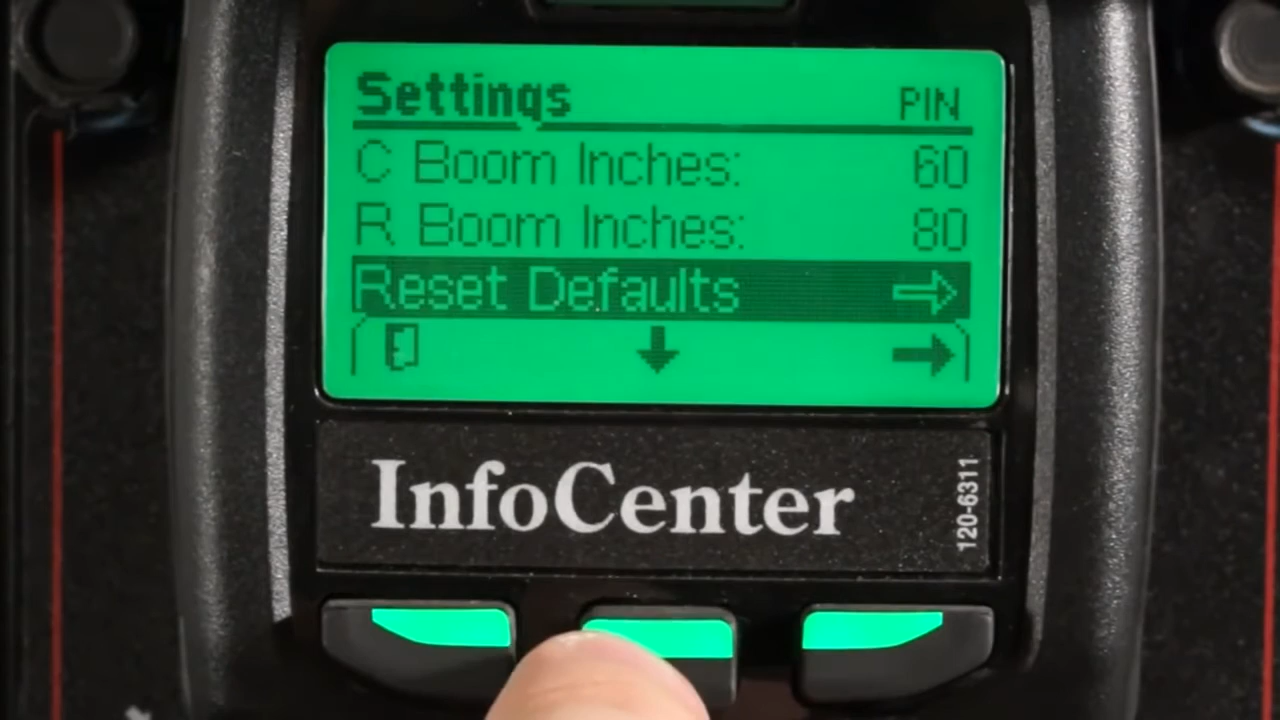 Settings PIN
C Boom Inches: 60
R Boom Inches: 80
Reset Defaults
InfoCenter
120-6311